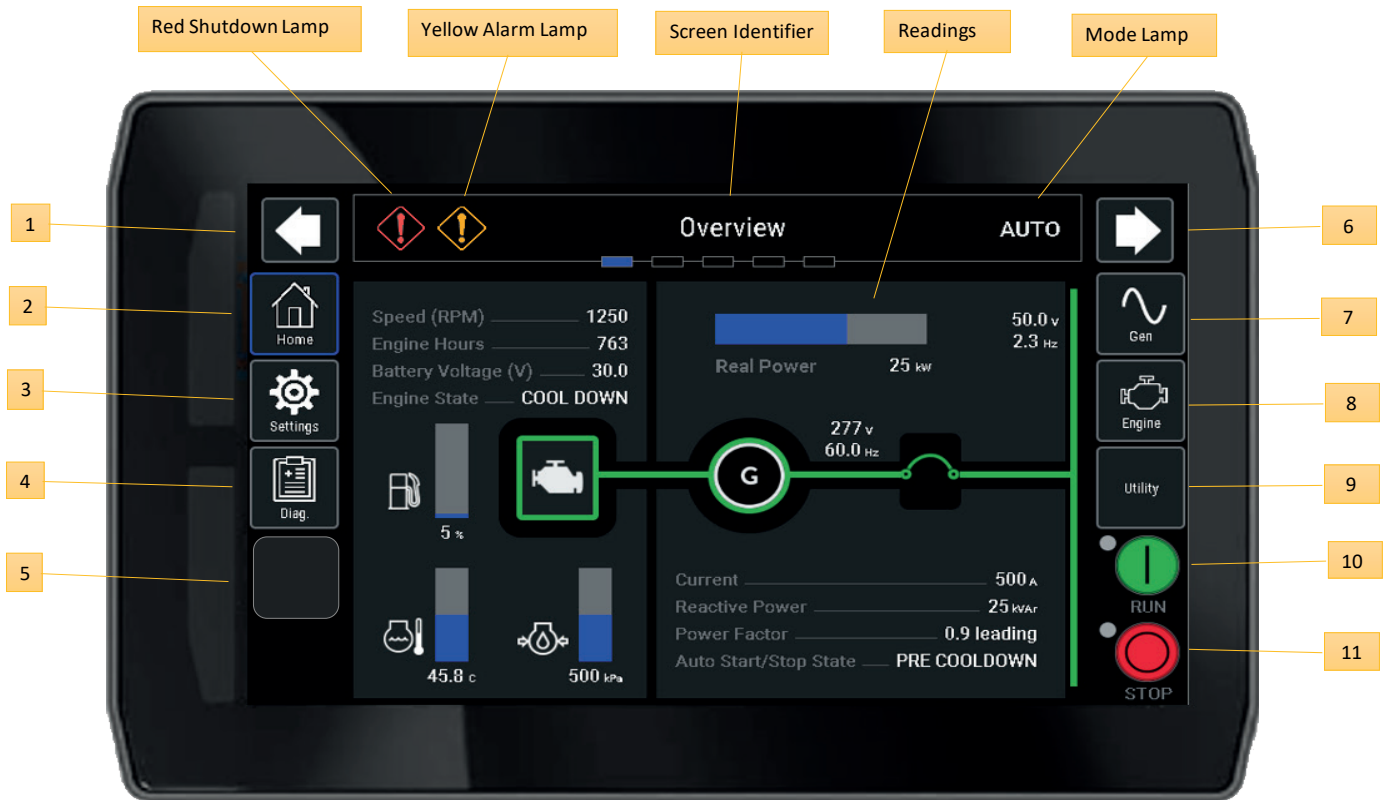 Red Shutdown Lamp
Yellow Alarm Lamp
Screen Identifier
Readings
Mode Lamp
1
2
3
4
5
6
7
8
9
10
11
Overview
AUTO
Home
Settings
Diag.
Gen
Engine
Utility
RUN
STOP
Speed (RPM) 1250
Engine Hours 763
Battery Voltage (V) 30.0
Engine State COOL DOWN
5 %
45.8 c
500 kPa
Real Power 25 kW
50.0 v
2.3 Hz
277 v
60.0 Hz
G
Current 500 A
Reactive Power 25 kVAr
Power Factor 0.9 leading
Auto Start/Stop State PRE COOLDOWN